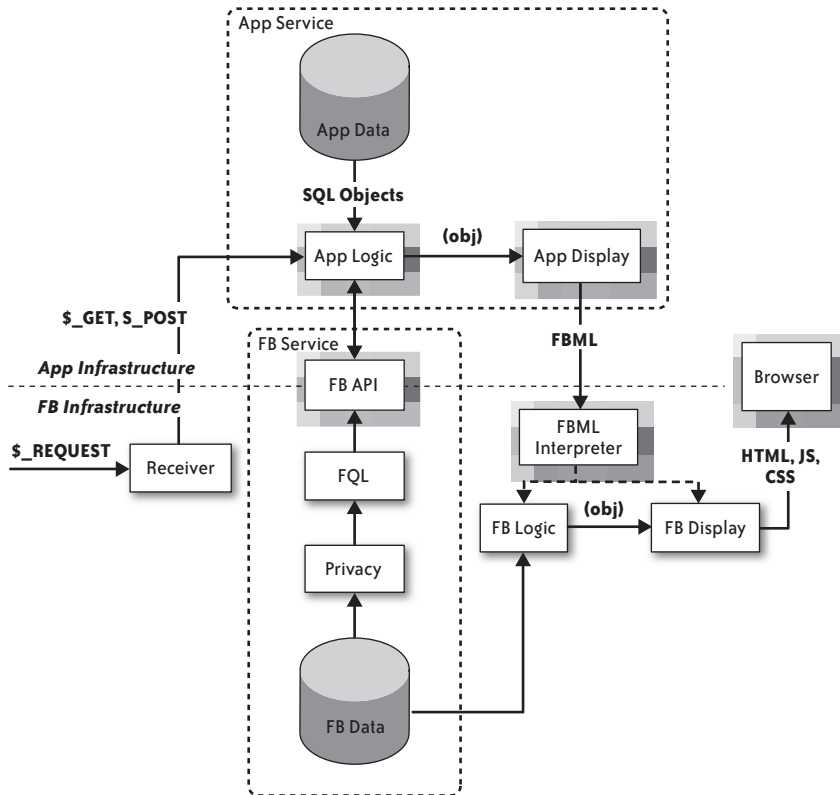 App Service
App Data
SQL Objects
App Logic
(obj)
App Display
$_GET, S_POST
FB Service
FBML
App Infrastructure
FB Infrastructure
FB API
Browser
$_REQUEST
Receiver
FQL
FBML
Interpreter
HTML, JS,
CSS
FB Logic
(obj)
FB Display
Privacy
FB Data